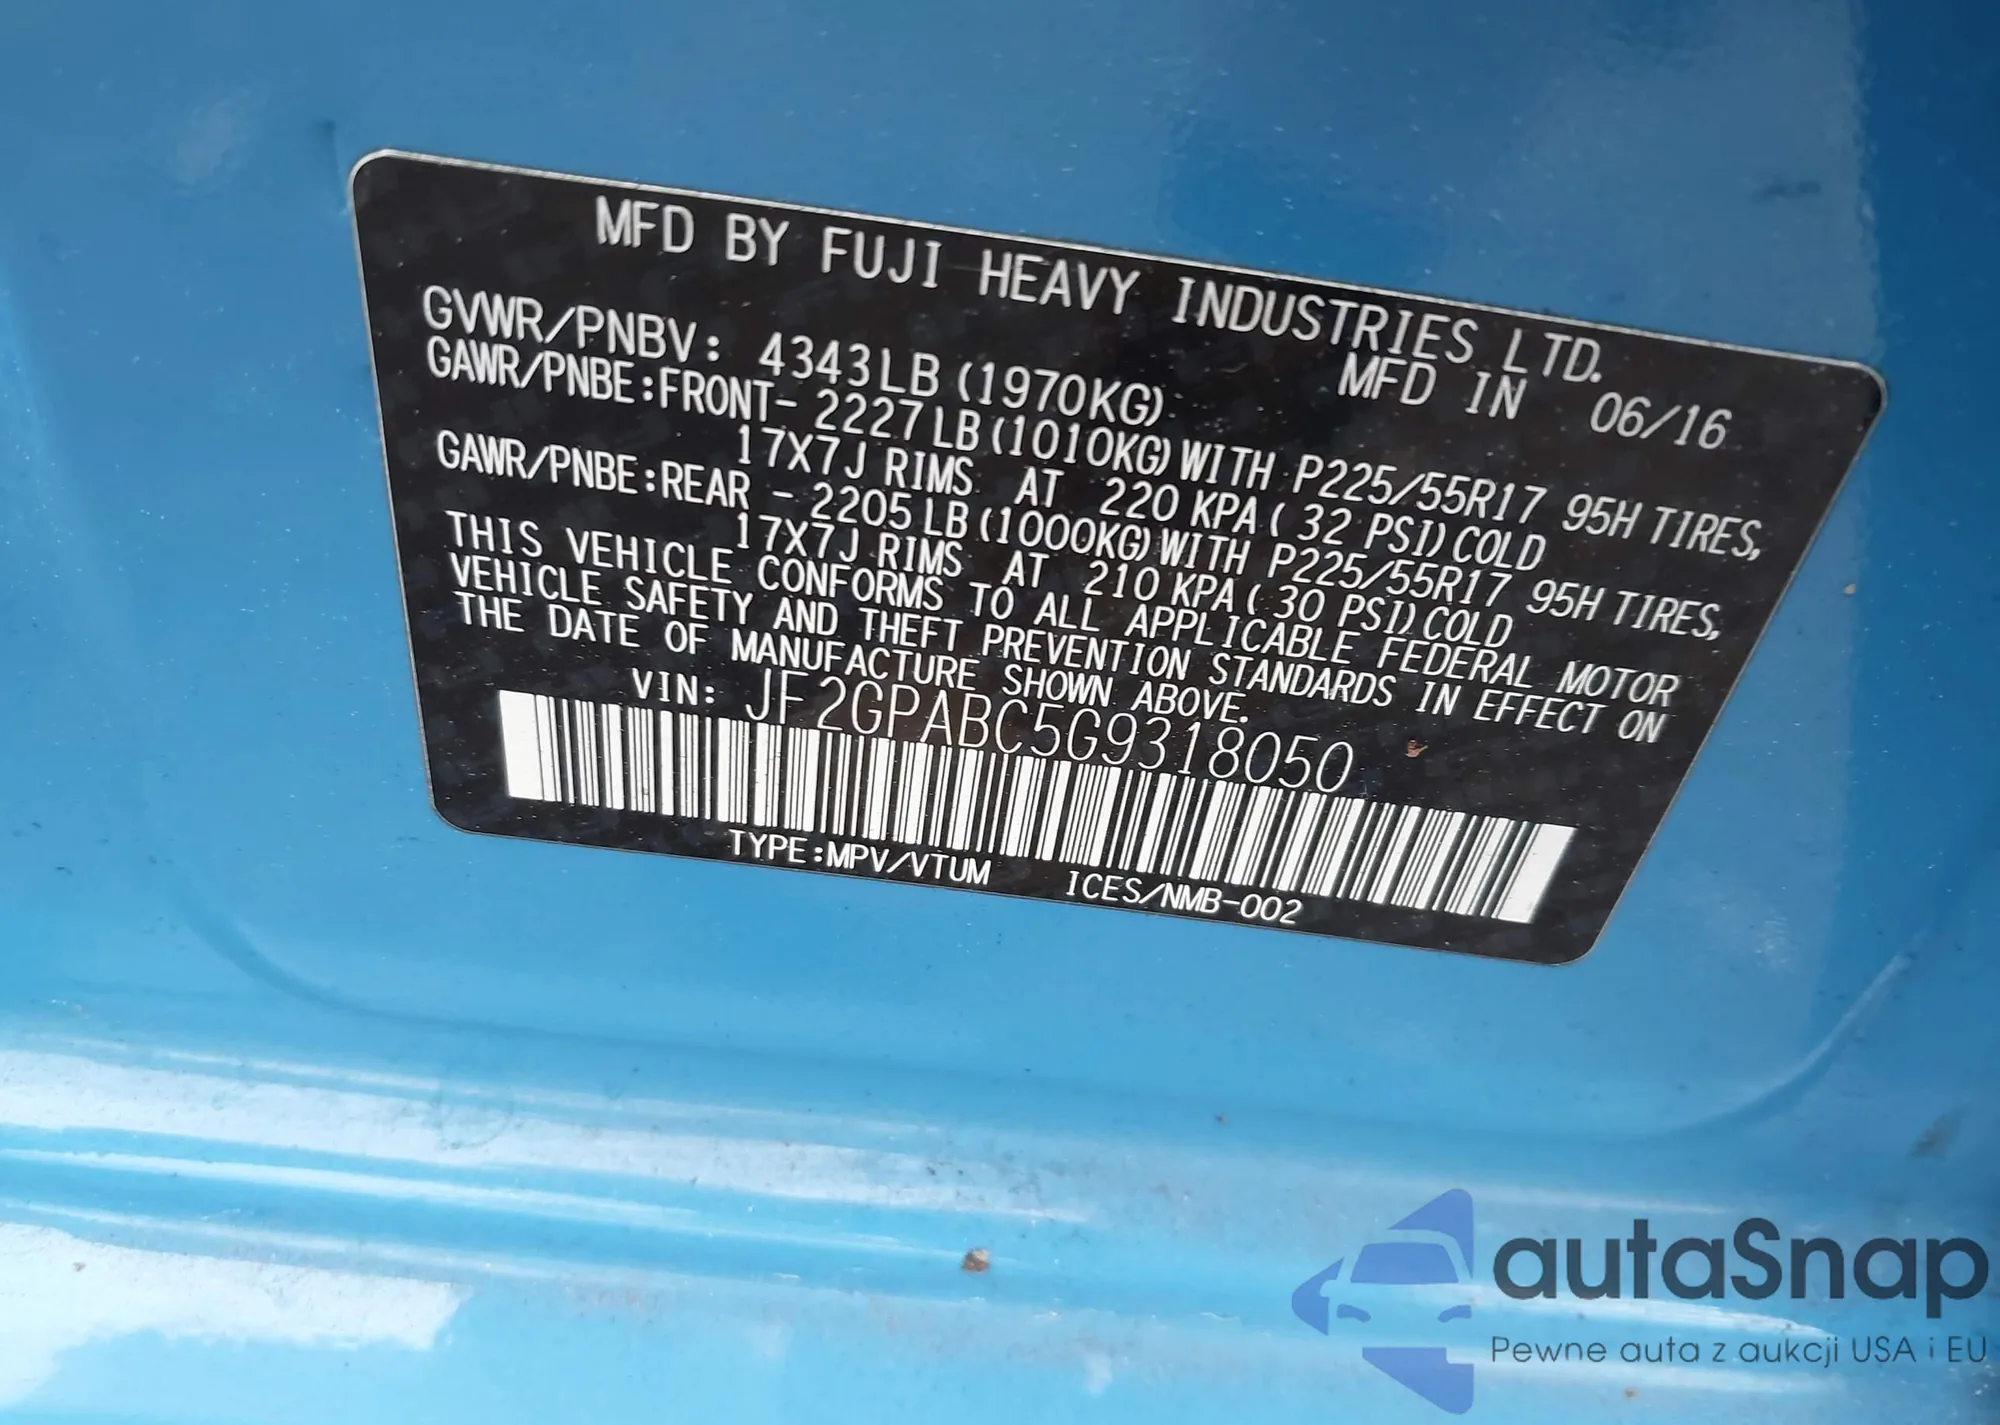 MFD BY FUJI HEAVY INDUSTRIES LTD.
MFD IN 06/16
GVWR/PNBV: 4343LB (1970KG)
GAWR/PNBE:FRONT- 2227LB (1010KG) WITH P225/55R17 95H TIRES,
17X7J RIMS AT 220 KPA ( 32 PSI) COLD
GAWR/PNBE:REAR - 2205LB (1000KG) WITH P225/55R17 95H TIRES,
17X7J RIMS AT 210 KPA ( 30 PSI) COLD
THIS VEHICLE CONFORMS TO ALL APPLICABLE FEDERAL MOTOR
VEHICLE SAFETY AND THEFT PREVENTION STANDARDS IN EFFECT ON
THE DATE OF MANUFACTURE SHOWN ABOVE.
VIN: JF2GPABC5G9318050
TYPE:MPV/VTUM ICES/NMB-002
autaSnap
Pewne auta z aukcji USA i EU